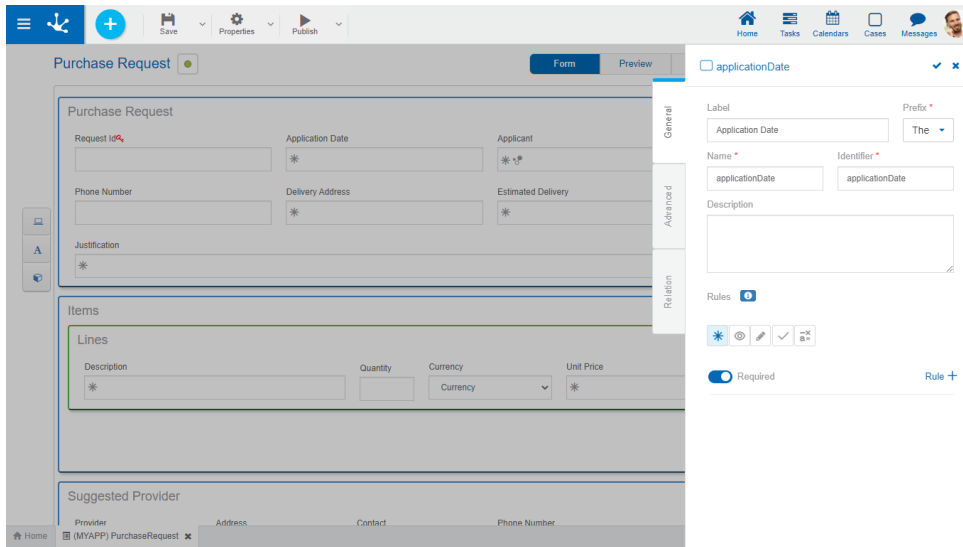 Save
Properties
Publish
Home
Tasks
Calendars
Cases
Messages
Purchase Request
Form
Preview
applicationDate
Purchase Request
Request Id
Application Date
Applicant
Phone Number
Delivery Address
Estimated Delivery
Justification
Items
Lines
Description
Quantity
Currency
Unit Price
Currency
Suggested Provider
Provider
Address
Contact
Phone Number
General
Advanced
Relation
Label
Prefix *
Application Date
The
Name *
Identifier *
applicationDate
applicationDate
Description
Rules
Required
Rule +
Home
(MYAPP) PurchaseRequest